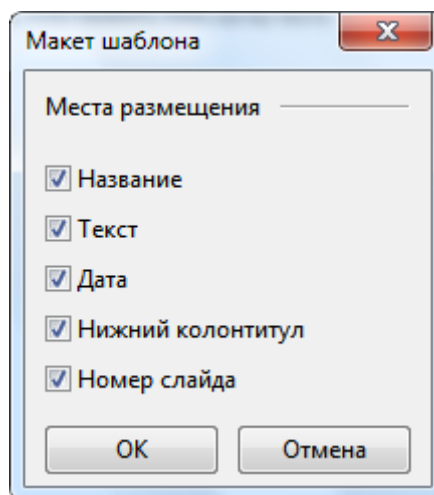 Макет шаблона
Места размещения
Название
Текст
Дата
Нижний колонтитул
Номер слайда
ОК Отмена